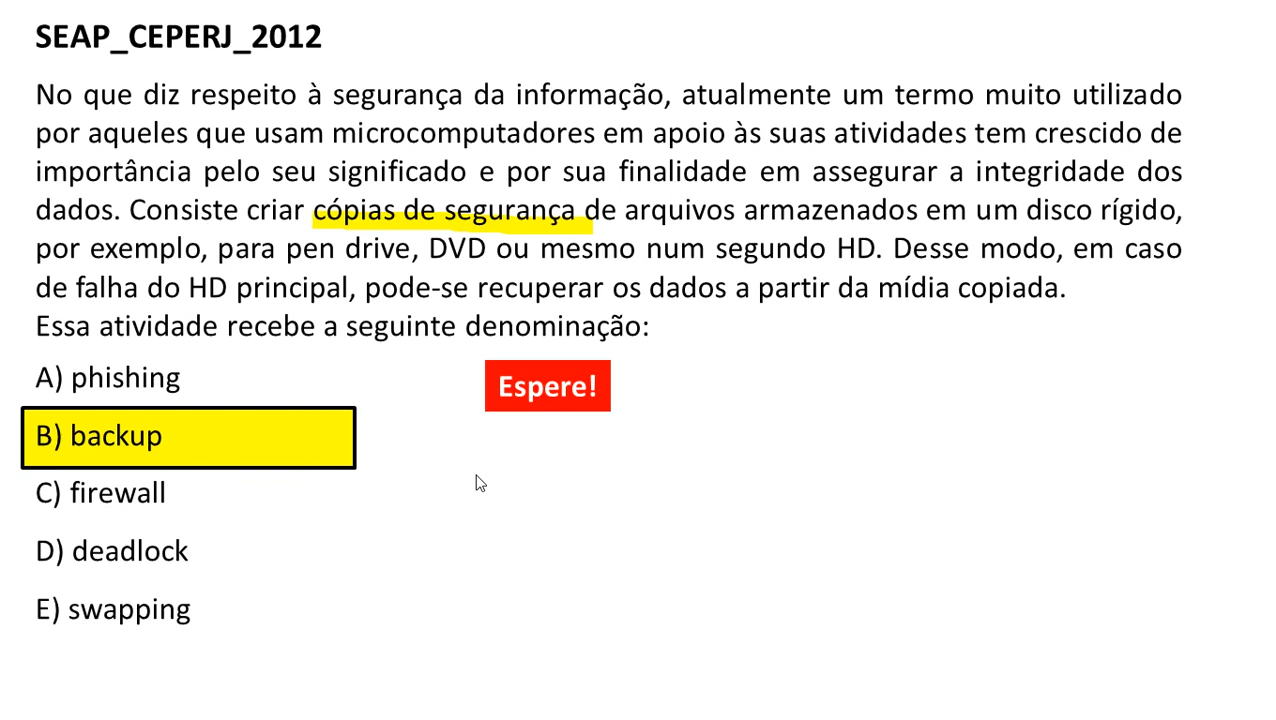 SEAP_CEPERJ_2012
No que diz respeito à segurança da informação, atualmente um termo muito utilizado
por aqueles que usam microcomputadores em apoio às suas atividades tem crescido de
importância pelo seu significado e por sua finalidade em assegurar a integridade dos
dados. Consiste criar cópias de segurança de arquivos armazenados em um disco rígido,
por exemplo, para pen drive, DVD ou mesmo num segundo HD. Desse modo, em caso
de falha do HD principal, pode-se recuperar os dados a partir da mídia copiada.
Essa atividade recebe a seguinte denominação:
A) phishing
Espere!
B) backup
C) firewall
D) deadlock
E) swapping